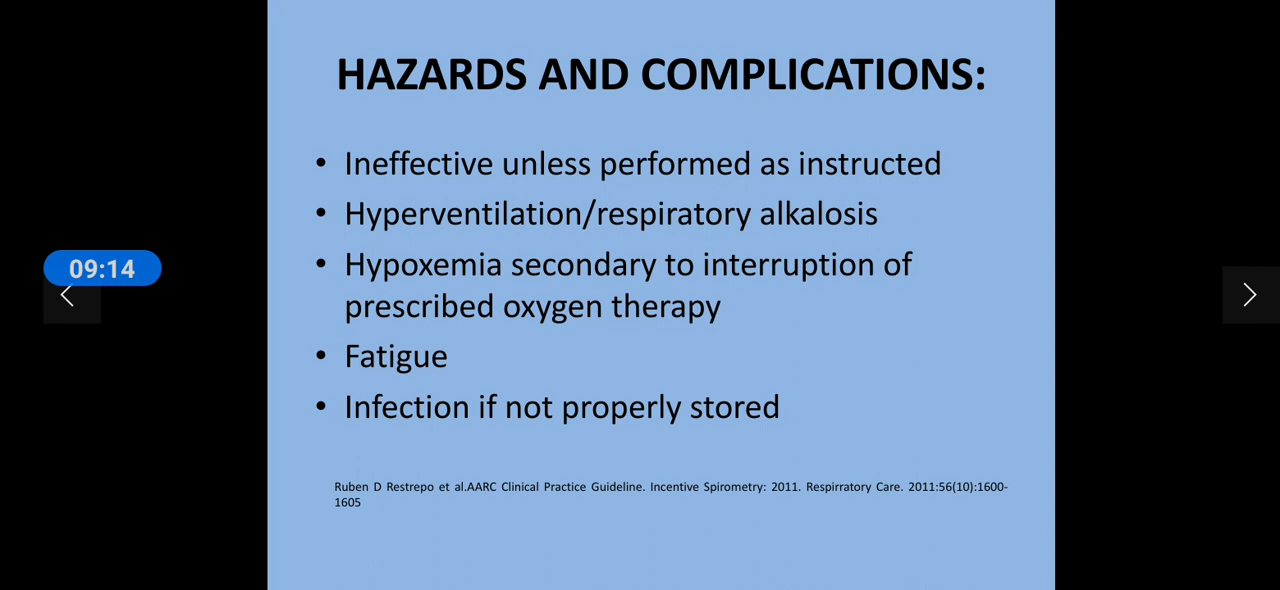 HAZARDS AND COMPLICATIONS:
• Ineffective unless performed as instructed
• Hyperventilation/respiratory alkalosis
09:14
• Hypoxemia secondary to interruption of
prescribed oxygen therapy
• Fatigue
• Infection if not properly stored
Ruben D Restrepo et al.AARC Clinical Practice Guideline. Incentive Spirometry: 2011. Respirratory Care. 2011:56(10):1600-
1605